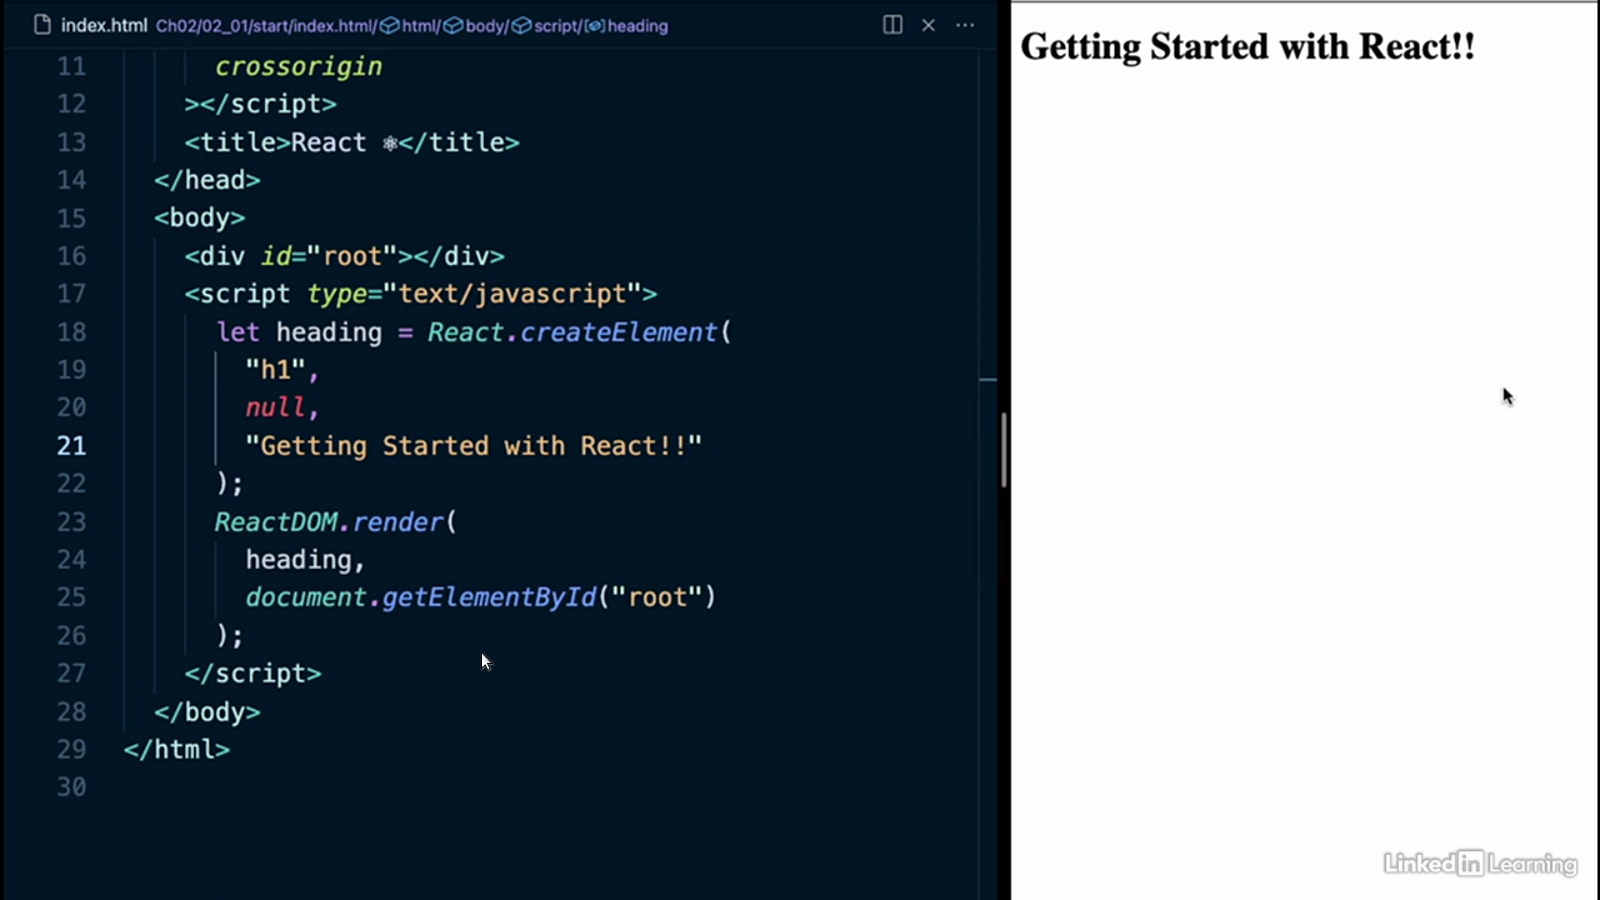 index.html Ch02/02_01/start/index.html/html/body/script/heading
11 crossorigin
12 ></script>
13 <title>React ⚛</title>
14 </head>
15 <body>
16 <div id="root"></div>
17 <script type="text/javascript">
18 let heading = React.createElement(
19 "h1",
20 null,
21 "Getting Started with React!!"
22 );
23 ReactDOM.render(
24 heading,
25 document.getElementById("root")
26 );
27 </script>
28 </body>
29 </html>
30
Getting Started with React!!
LinkedIn Learning